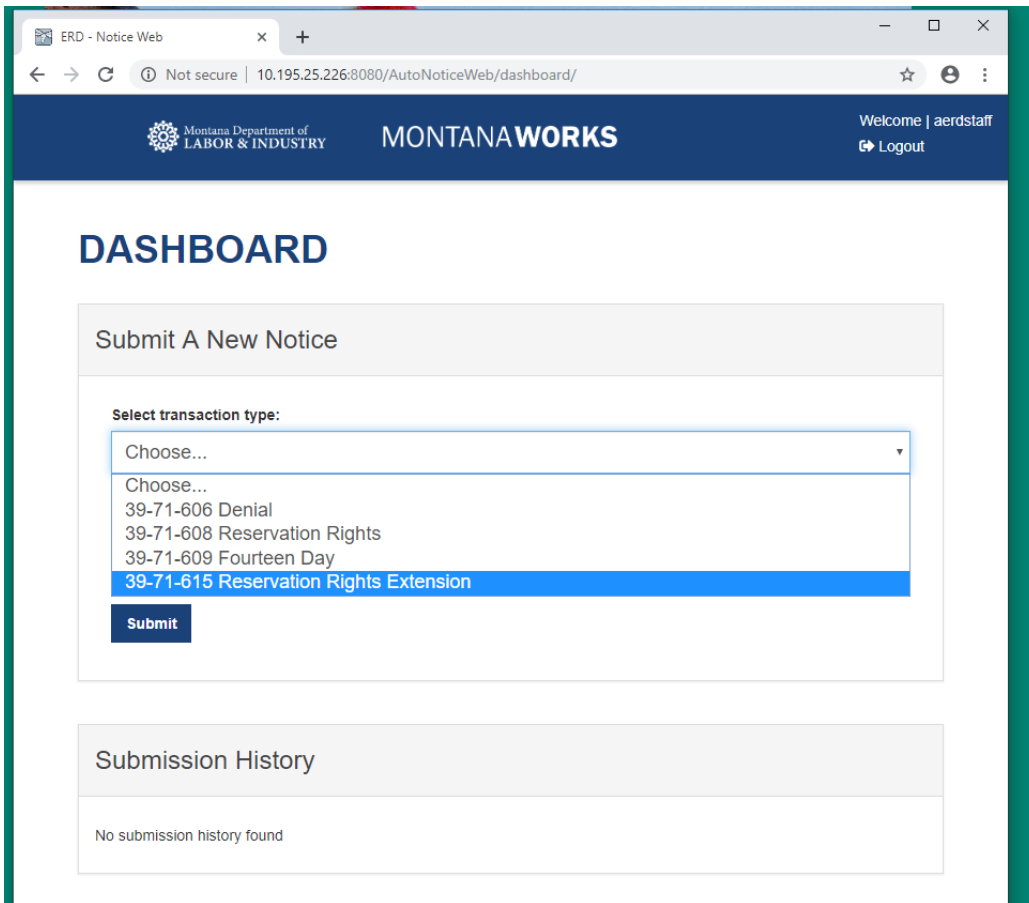 ERD - Notice Web
Not secure | 10.195.25.226:8080/AutoNoticeWeb/dashboard/
Montana Department of
LABOR & INDUSTRY
MONTANAWORKS
Welcome | aerdstaff
Logout
DASHBOARD
Submit A New Notice
Select transaction type:
Choose...
Choose...
39-71-606 Denial
39-71-608 Reservation Rights
39-71-609 Fourteen Day
39-71-615 Reservation Rights Extension
Submit
Submission History
No submission history found